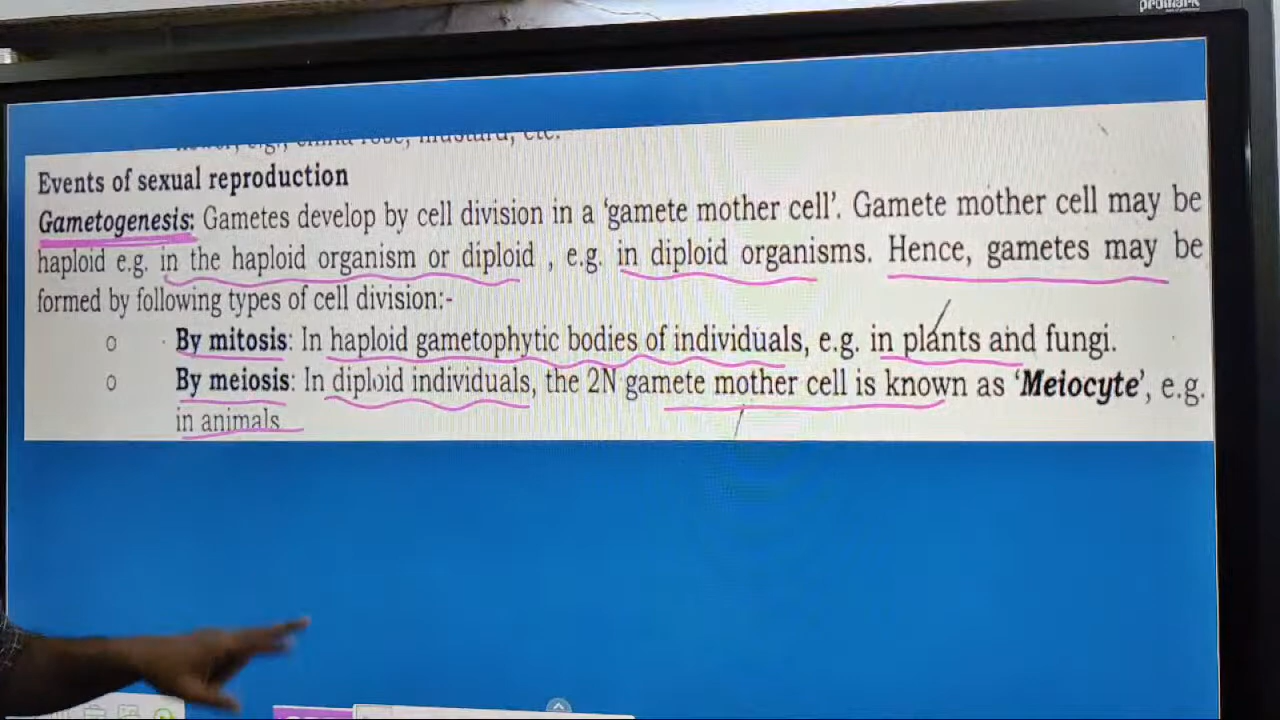 promark
mustard, etc.
Events of sexual reproduction
Gametogenesis: Gametes develop by cell division in a ‘gamete mother cell’. Gamete mother cell may be
haploid e.g. in the haploid organism or diploid , e.g. in diploid organisms. Hence, gametes may be
formed by following types of cell division:-
o By mitosis: In haploid gametophytic bodies of individuals, e.g. in plants and fungi.
o By meiosis: In diploid individuals, the 2N gamete mother cell is known as ‘Meiocyte’, e.g.
in animals